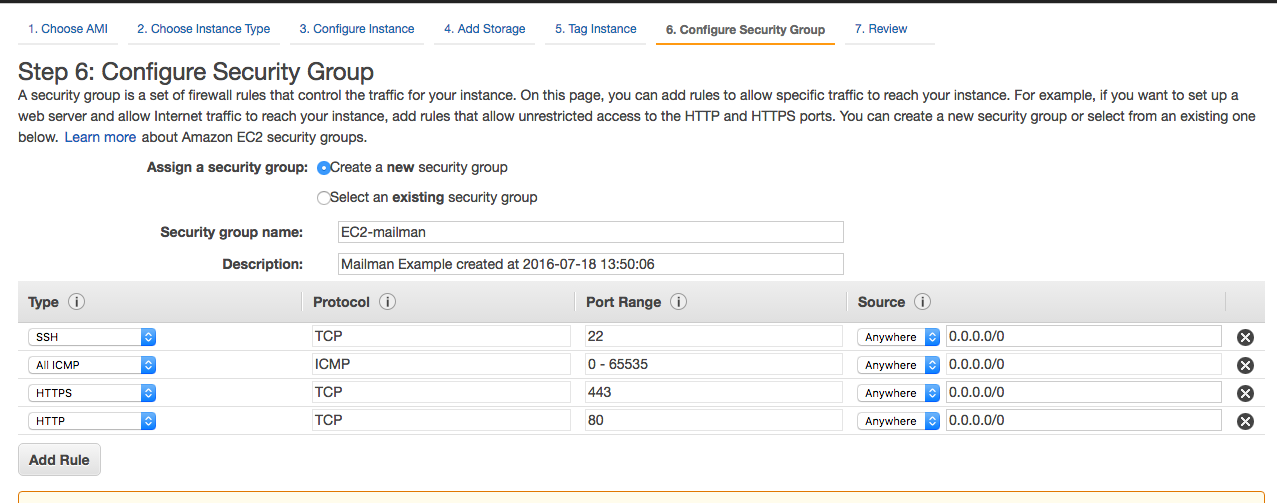 1. Choose AMI 2. Choose Instance Type 3. Configure Instance 4. Add Storage 5. Tag Instance 6. Configure Security Group 7. Review
Step 6: Configure Security Group
A security group is a set of firewall rules that control the traffic for your instance. On this page, you can add rules to allow specific traffic to reach your instance. For example, if you want to set up a
web server and allow Internet traffic to reach your instance, add rules that allow unrestricted access to the HTTP and HTTPS ports. You can create a new security group or select from an existing one
below. Learn more about Amazon EC2 security groups.
Assign a security group: Create a new security group
Select an existing security group
Security group name: EC2-mailman
Description: Mailman Example created at 2016-07-18 13:50:06
Type i Protocol i Port Range i Source i
SSH TCP 22 Anywhere 0.0.0.0/0
All ICMP ICMP 0 - 65535 Anywhere 0.0.0.0/0
HTTPS TCP 443 Anywhere 0.0.0.0/0
HTTP TCP 80 Anywhere 0.0.0.0/0
Add Rule